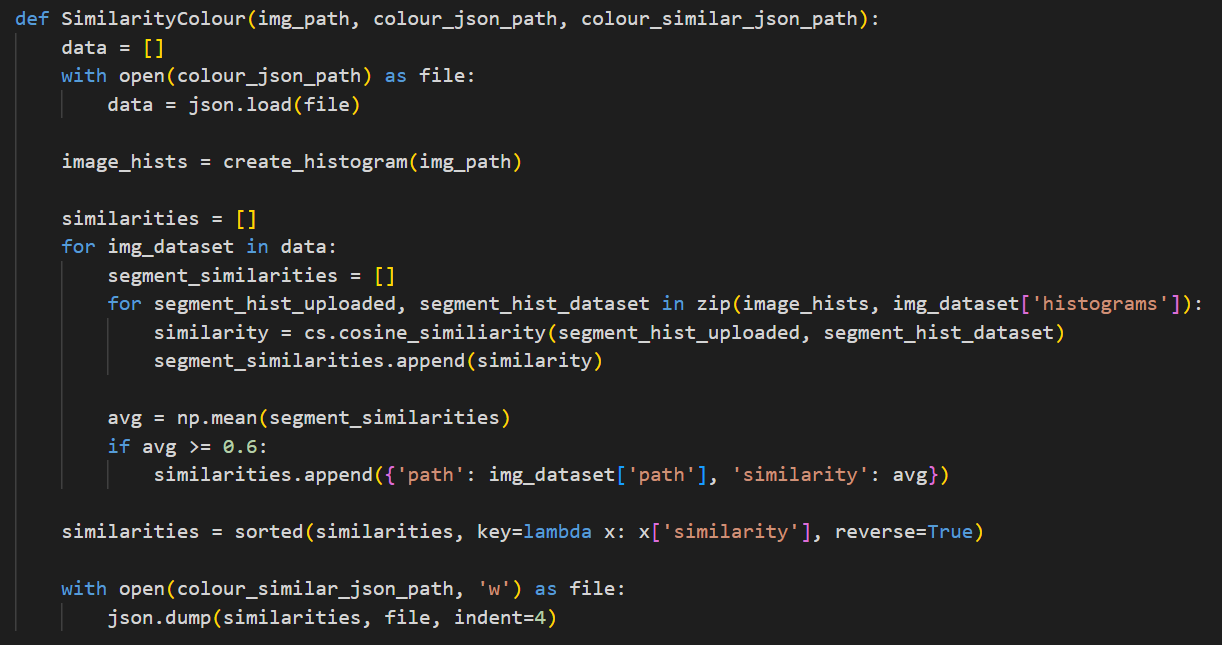 def SimilarityColour(img_path, colour_json_path, colour_similar_json_path):
    data = []
    with open(colour_json_path) as file:
        data = json.load(file)

    image_hists = create_histogram(img_path)

    similarities = []
    for img_dataset in data:
        segment_similarities = []
        for segment_hist_uploaded, segment_hist_dataset in zip(image_hists, img_dataset['histograms']):
            similarity = cs.cosine_similiarity(segment_hist_uploaded, segment_hist_dataset)
            segment_similarities.append(similarity)

        avg = np.mean(segment_similarities)
        if avg >= 0.6:
            similarities.append({'path': img_dataset['path'], 'similarity': avg})

    similarities = sorted(similarities, key=lambda x: x['similarity'], reverse=True)

    with open(colour_similar_json_path, 'w') as file:
        json.dump(similarities, file, indent=4)